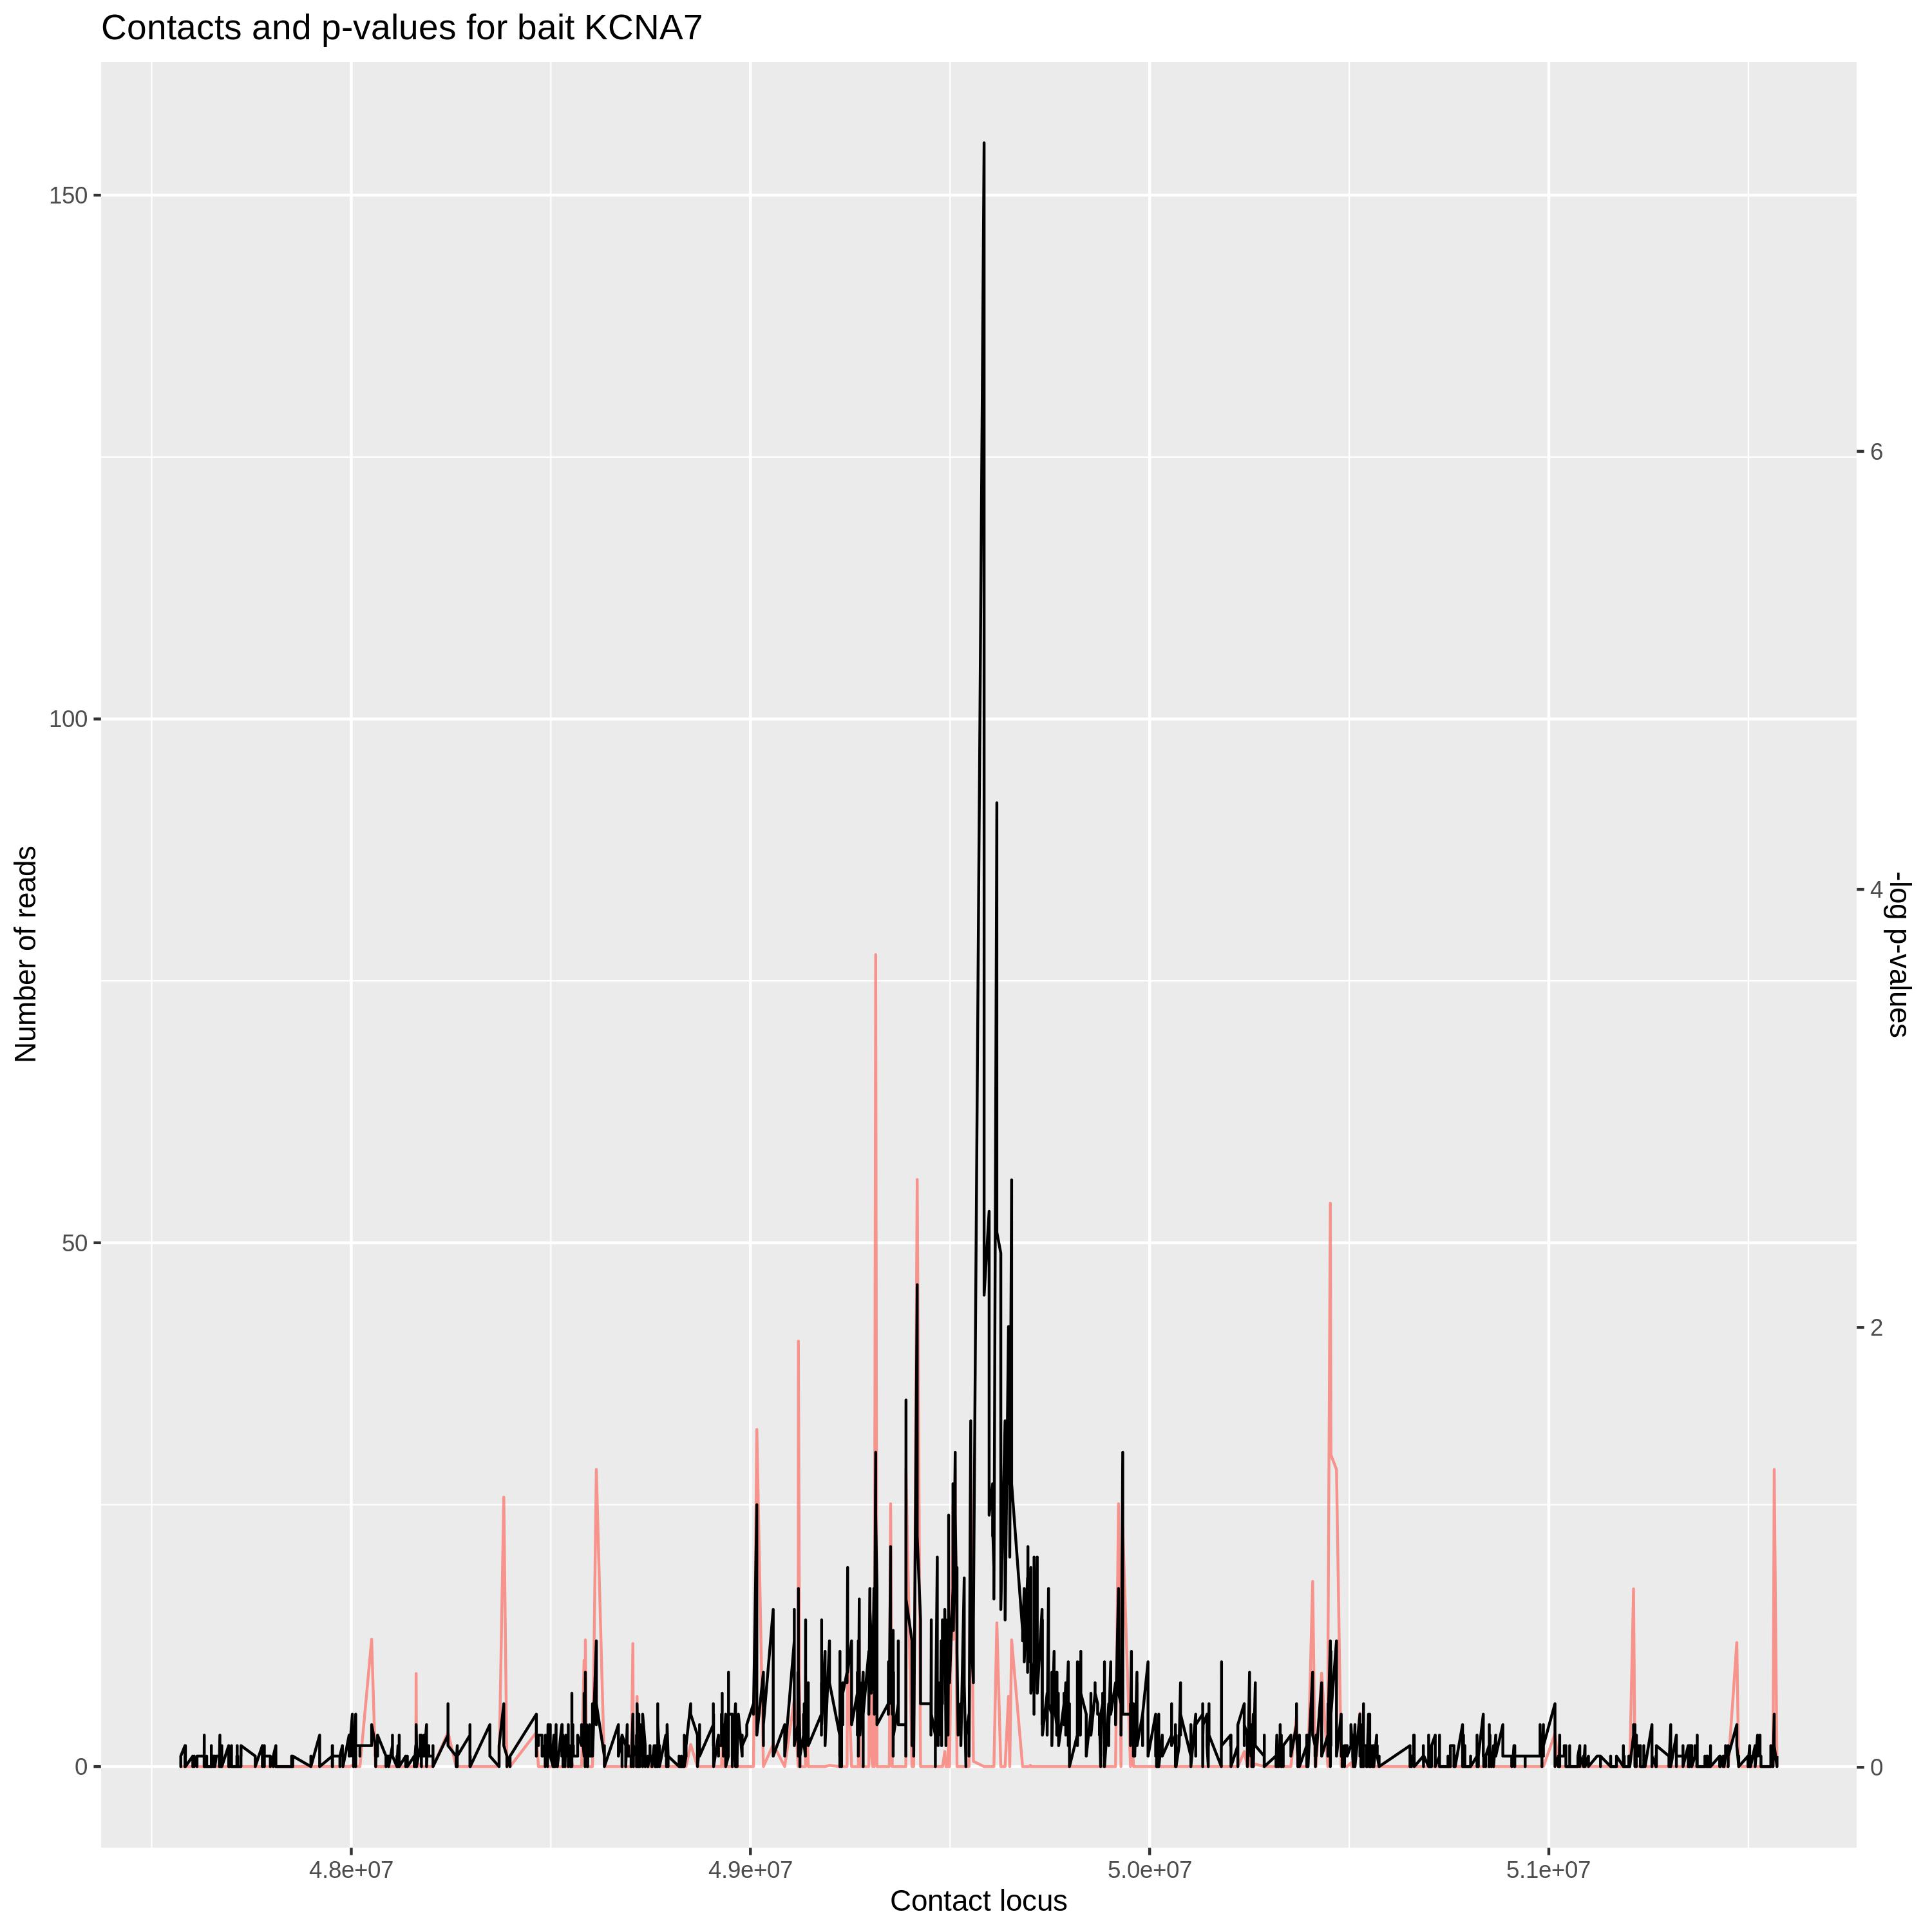 Contacts and p-values for bait KCNA7
150
100
50
0
Number of reads
6
4
2
0
-log p-values
4.8e+07
4.9e+07
5.0e+07
5.1e+07
Contact locus